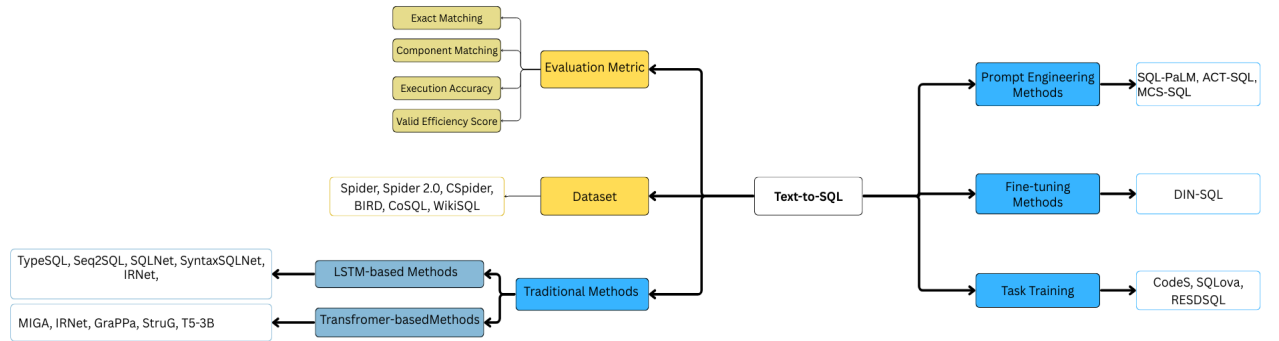 Exact Matching
Component Matching
Execution Accuracy
Valid Efficiency Score
Evaluation Metric
Spider, Spider 2.0, CSpider,
BIRD, CoSQL, WikiSQL
Dataset
TypeSQL, Seq2SQL, SQLNet, SyntaxSQLNet,
IRNet,
LSTM-based Methods
MIGA, IRNet, GraPPa, StruG, T5-3B
Transfromer-basedMethods
Traditional Methods
Text-to-SQL
Prompt Engineering
Methods
SQL-PaLM, ACT-SQL,
MCS-SQL
Fine-tuning
Methods
DIN-SQL
Task Training
CodeS, SQLova,
RESDSQL